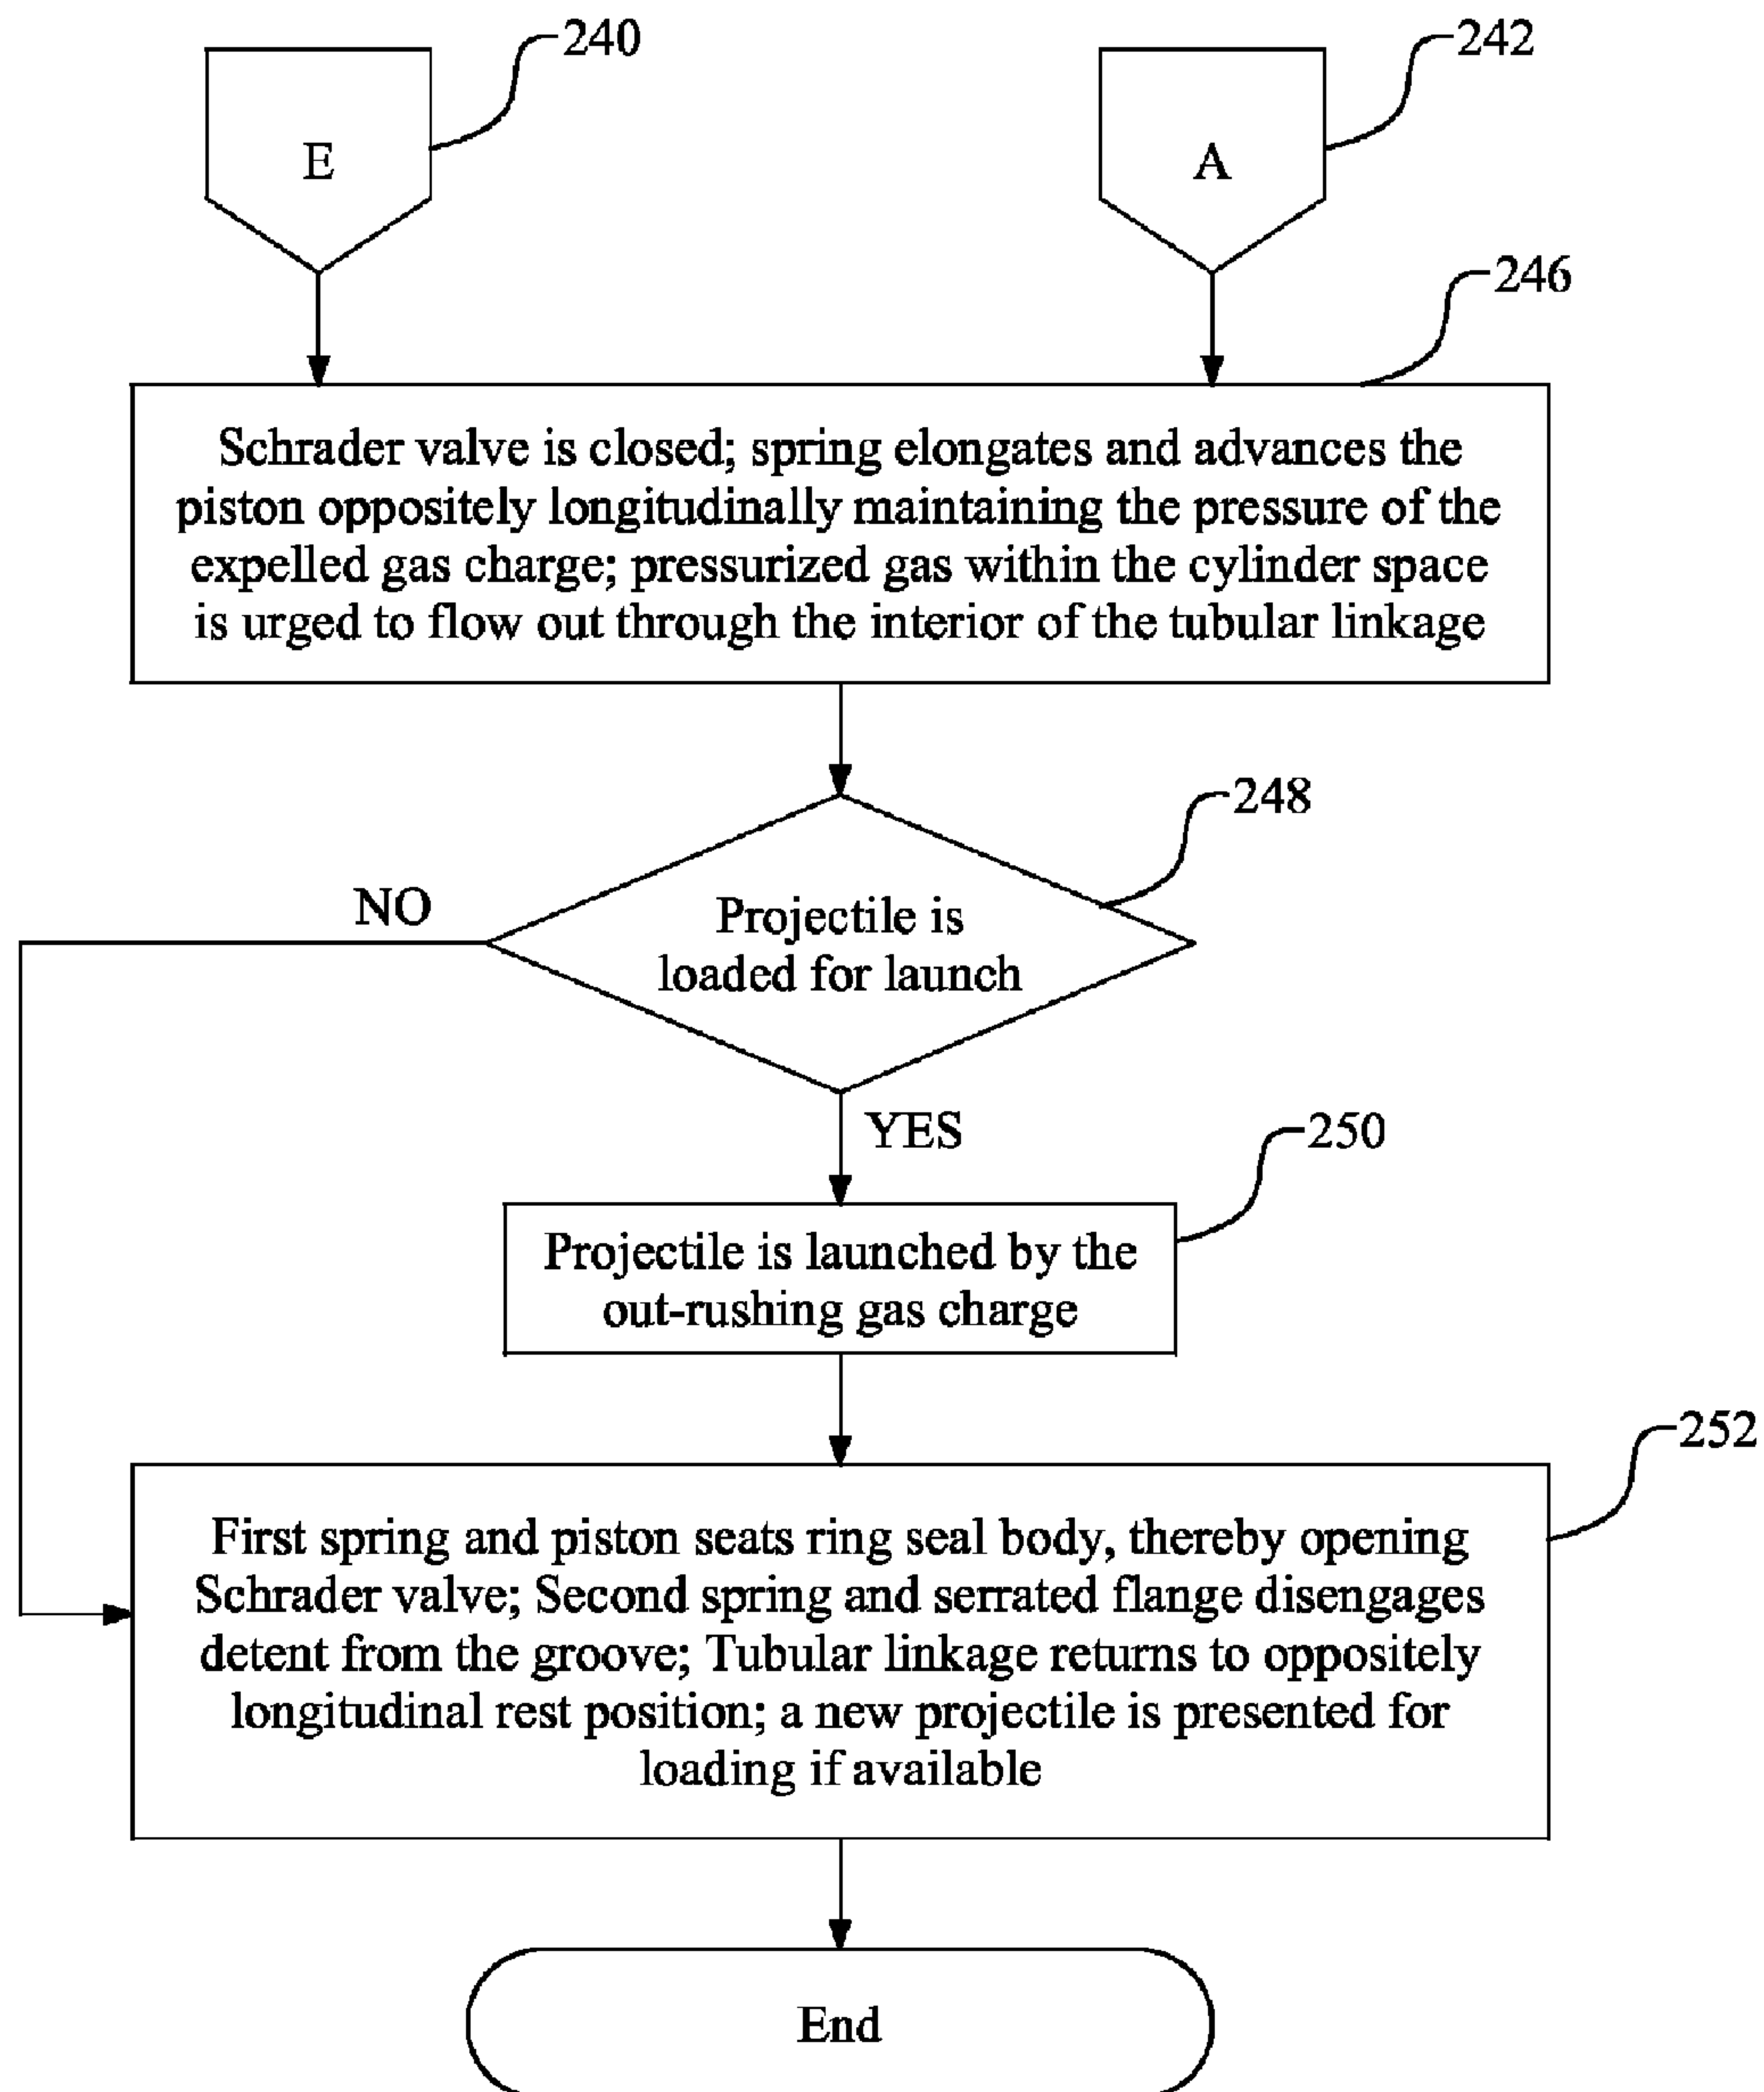 240
242
E
A
246
Schrader valve is closed; spring elongates and advances the
piston oppositely longitudinally maintaining the pressure of the
expelled gas charge; pressurized gas within the cylinder space
is urged to flow out through the interior of the tubular linkage
248
NO
Projectile is
loaded for launch
YES
250
Projectile is launched by the
out-rushing gas charge
252
First spring and piston seats ring seal body, thereby opening
Schrader valve; Second spring and serrated flange disengages
detent from the groove; Tubular linkage returns to oppositely
longitudinal rest position; a new projectile is presented for
loading if available
End